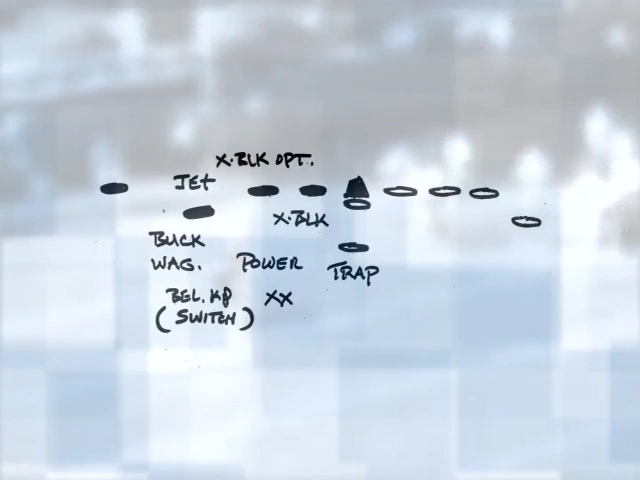 X·BLK OPT.
JET
X·BLK
BUCK
WAG. POWER TRAP
BEL. KP XX
(SWITCH)